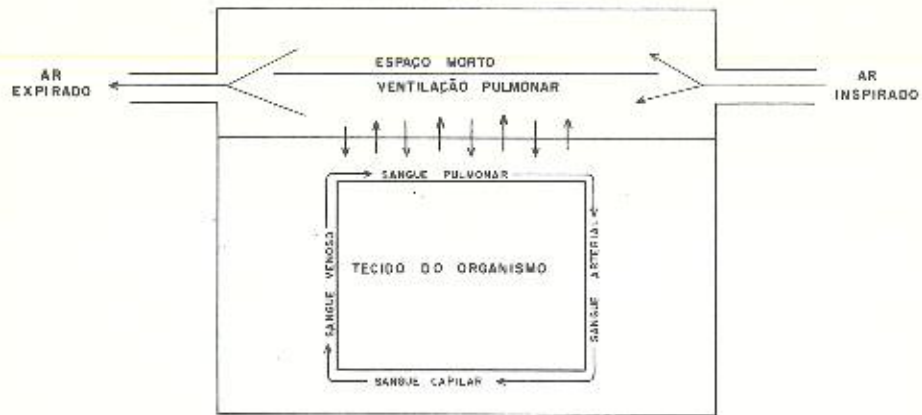 ESPAÇO MORTO
AR
EXPIRADO
VENTILAÇÃO PULMONAR
AR
INSPIRADO
SANGUE PULMONAR
SANGUE VENOSO
TECIDO DO ORGANISMO
SANGUE ARTERIAL
SANGUE CAPILAR